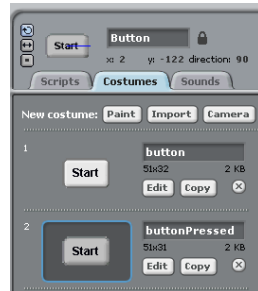 Button
Start
x: 2 y: -122 direction: 90
Scripts Costumes Sounds
New costume: Paint Import Camera
1
button
Start
51x32 2 KB
Edit Copy
2
buttonPressed
Start
51x31 2 KB
Edit Copy